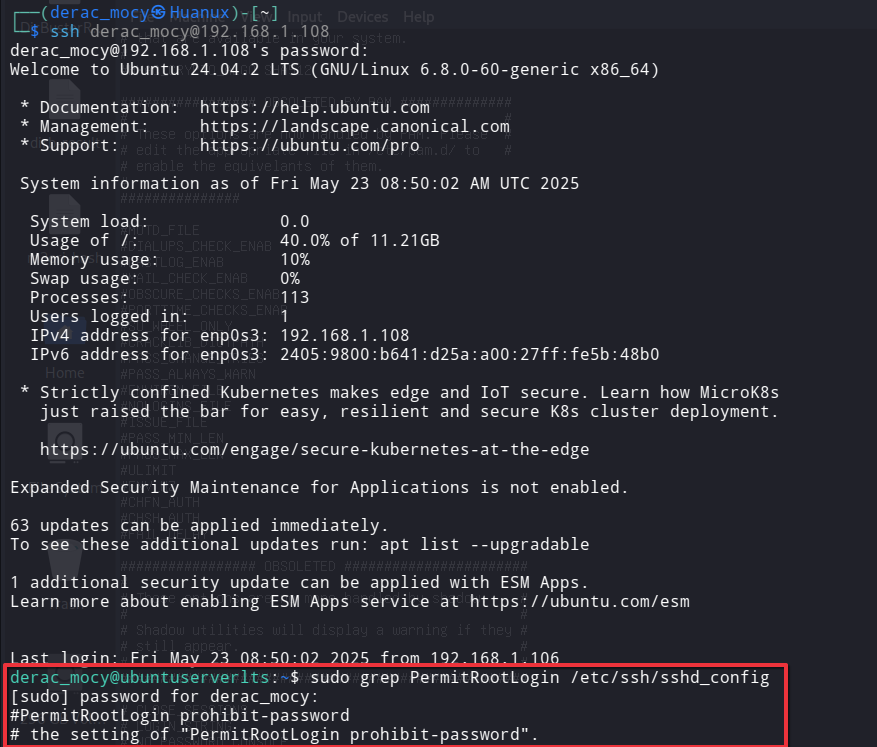 ┌──(derac_mocy㉿Huanux)-[~]
└─$ ssh derac_mocy@192.168.1.108
derac_mocy@192.168.1.108's password:
Welcome to Ubuntu 24.04.2 LTS (GNU/Linux 6.8.0-60-generic x86_64)
* Documentation: https://help.ubuntu.com
* Management: https://landscape.canonical.com
* Support: https://ubuntu.com/pro
System information as of Fri May 23 08:50:02 AM UTC 2025
System load: 0.0
Usage of /: 40.0% of 11.21GB
Memory usage: 10%
Swap usage: 0%
Processes: 113
Users logged in: 1
IPv4 address for enp0s3: 192.168.1.108
IPv6 address for enp0s3: 2405:9800:b641:d25a:a00:27ff:fe5b:48b0
* Strictly confined Kubernetes makes edge and IoT secure. Learn how MicroK8s
just raised the bar for easy, resilient and secure K8s cluster deployment.
https://ubuntu.com/engage/secure-kubernetes-at-the-edge
Expanded Security Maintenance for Applications is not enabled.
63 updates can be applied immediately.
To see these additional updates run: apt list --upgradable
1 additional security update can be applied with ESM Apps.
Learn more about enabling ESM Apps service at https://ubuntu.com/esm
Last login: Fri May 23 08:50:02 2025 from 192.168.1.106
derac_mocy@ubuntuserverlts:~$ sudo grep PermitRootLogin /etc/ssh/sshd_config
[sudo] password for derac_mocy:
#PermitRootLogin prohibit-password
# the setting of "PermitRootLogin prohibit-password".